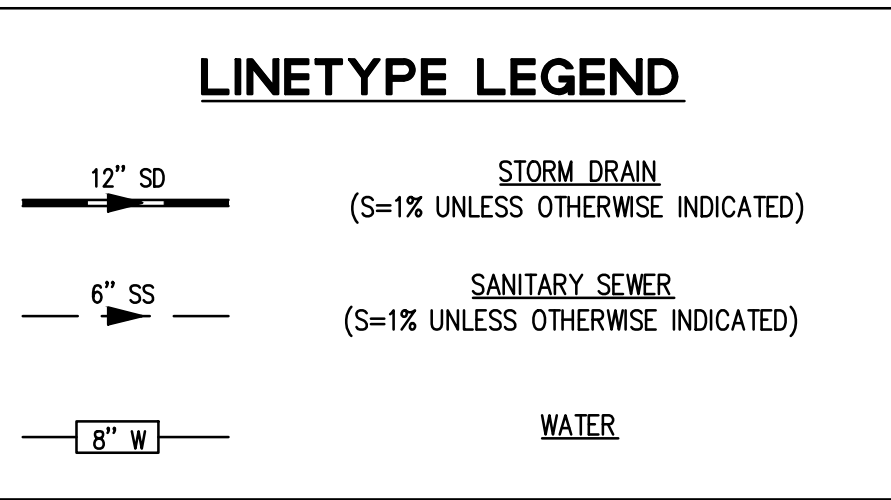 LINETYPE LEGEND
12" SD
STORM DRAIN
(S=1% UNLESS OTHERWISE INDICATED)
6" SS
SANITARY SEWER
(S=1% UNLESS OTHERWISE INDICATED)
8" W
WATER